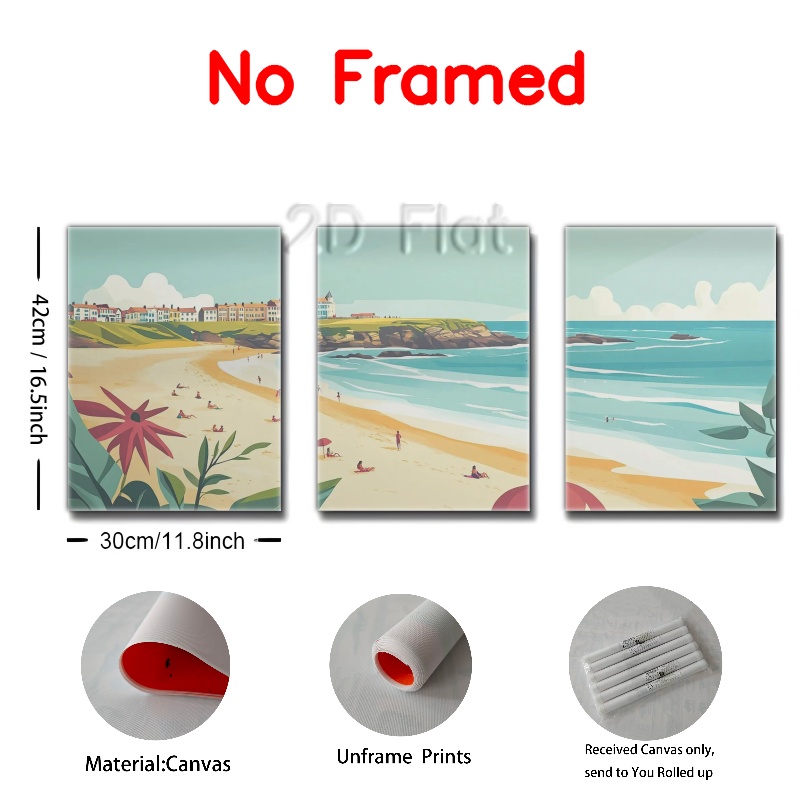 No Framed
2D Flat
42cm / 16.5inch
30cm/11.8inch
Material:Canvas
Unframe Prints
Received Canvas only,
send to You Rolled up